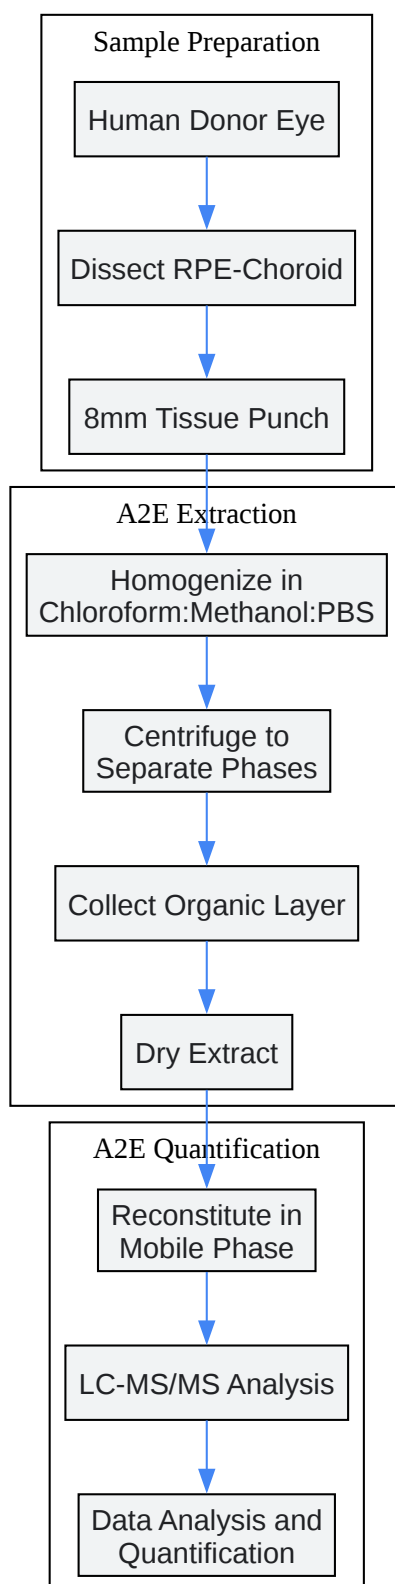 Sample Preparation
Human Donor Eye
Dissect RPE-Choroid
8mm Tissue Punch
A2E Extraction
Homogenize in
Chloroform:Methanol:PBS
Centrifuge to
Separate Phases
Collect Organic Layer
Dry Extract
A2E Quantification
Reconstitute in
Mobile Phase
LC-MS/MS Analysis
Data Analysis and
Quantification